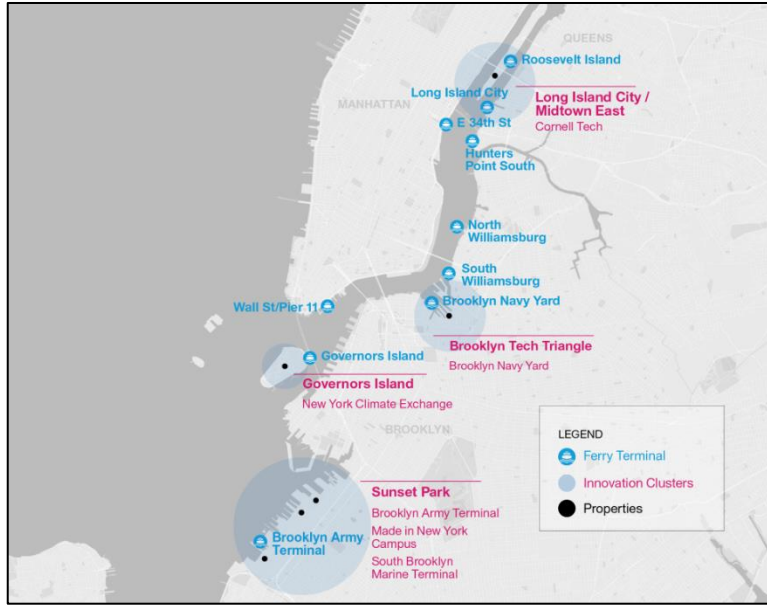 QUEENS
Roosevelt Island
Long Island City
Long Island City /
Midtown East
Cornell Tech
MANHATTAN
E 34th St
Hunters
Point South
North
Williamsburg
South
Williamsburg
Brooklyn Navy Yard
Wall St/Pier 11
Brooklyn Tech Triangle
Brooklyn Navy Yard
Governors Island
Governors Island
New York Climate Exchange
BROOKLYN
LEGEND
Ferry Terminal
Innovation Clusters
Properties
Sunset Park
Brooklyn Army Terminal
Made in New York
Campus
South Brooklyn
Marine Terminal
Brooklyn Army
Terminal